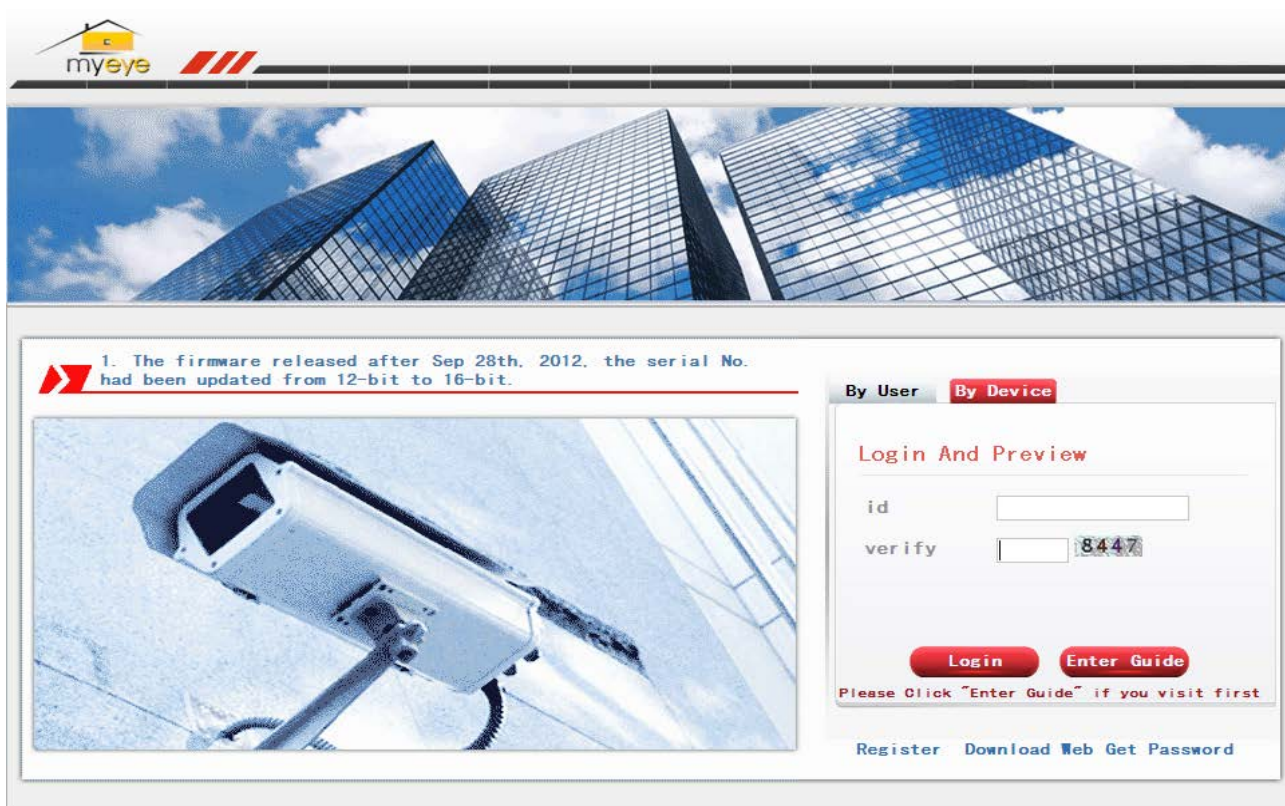 myeye
1. The firmware released after Sep 28th, 2012, the serial No.
had been updated from 12-bit to 16-bit.
By User By Device
Login And Preview
id
verify 8447
Login Enter Guide
Please Click "Enter Guide" if you visit first
Register Download Web Get Password